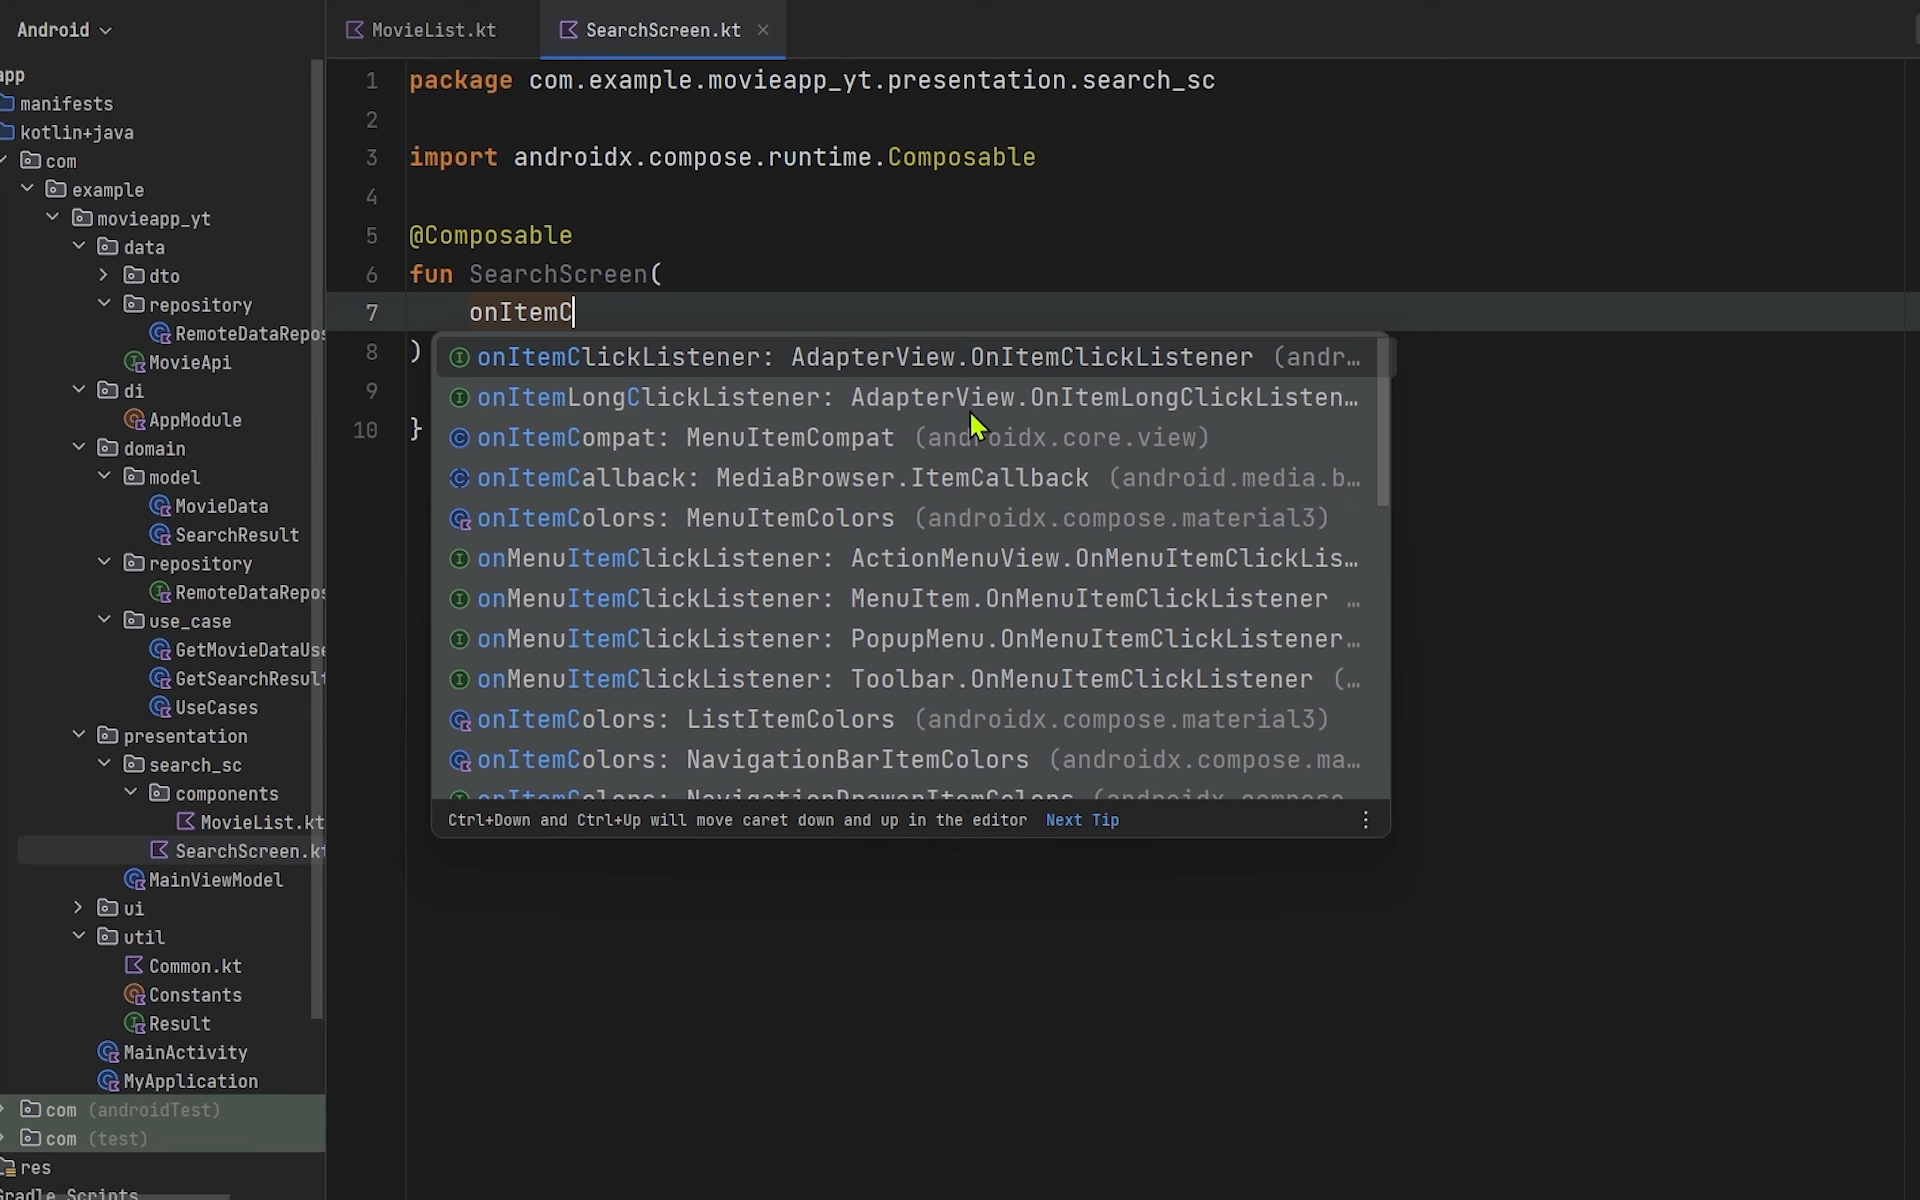 Android
MovieList.kt
SearchScreen.kt
app
manifests
kotlin+java
com
example
movieapp_yt
data
dto
repository
RemoteDataRepos
MovieApi
di
AppModule
domain
model
MovieData
SearchResult
repository
RemoteDataRepos
use_case
GetMovieDataUse
GetSearchResult
UseCases
presentation
search_sc
components
MovieList.kt
SearchScreen.kt
MainViewModel
ui
util
Common.kt
Constants
Result
MainActivity
MyApplication
com (androidTest)
com (test)
res
Gradle Scripts
1 package com.example.movieapp_yt.presentation.search_sc
2
3 import androidx.compose.runtime.Composable
4
5 @Composable
6 fun SearchScreen(
7 onItemC
8 )
9
10 }
onItemClickListener: AdapterView.OnItemClickListener (andr…
onItemLongClickListener: AdapterView.OnItemLongClickListen…
onItemCompat: MenuItemCompat (androidx.core.view)
onItemCallback: MediaBrowser.ItemCallback (android.media.b…
onItemColors: MenuItemColors (androidx.compose.material3)
onMenuItemClickListener: ActionMenuView.OnMenuItemClickLis…
onMenuItemClickListener: MenuItem.OnMenuItemClickListener …
onMenuItemClickListener: PopupMenu.OnMenuItemClickListener…
onMenuItemClickListener: Toolbar.OnMenuItemClickListener (…
onItemColors: ListItemColors (androidx.compose.material3)
onItemColors: NavigationBarItemColors (androidx.compose.ma…
onItemColors: NavigationDrawerItemColors (androidx.compose
Ctrl+Down and Ctrl+Up will move caret down and up in the editor Next Tip